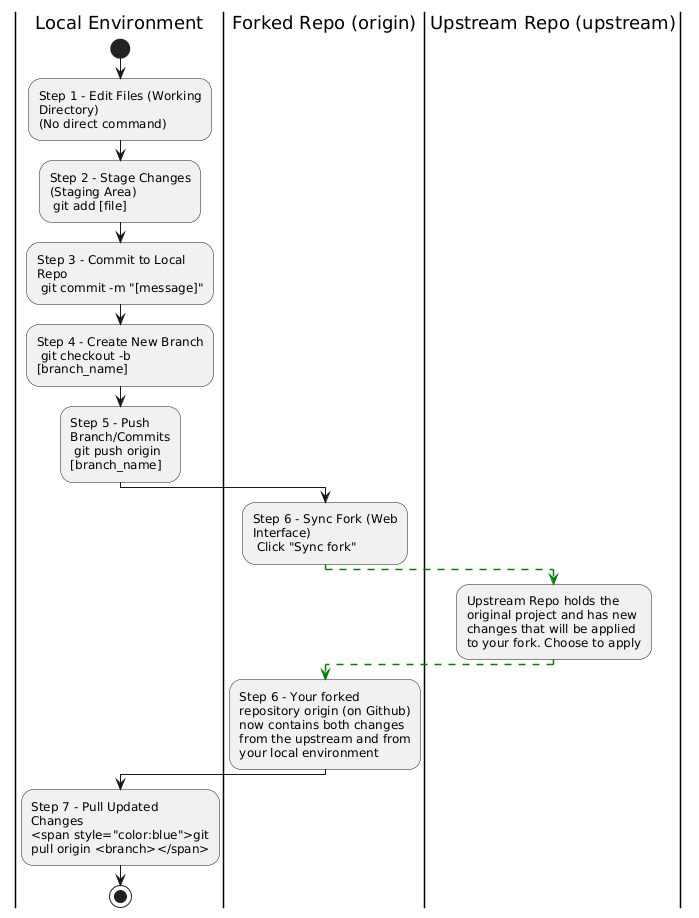 Local Environment
Forked Repo (origin)
Upstream Repo (upstream)
Step 1 - Edit Files (Working
Directory)
(No direct command)
Step 2 - Stage Changes
(Staging Area)
git add [file]
Step 3 - Commit to Local
Repo
git commit -m "[message]"
Step 4 - Create New Branch
git checkout -b
[branch_name]
Step 5 - Push
Branch/Commits
git push origin
[branch_name]
Step 6 - Sync Fork (Web
Interface)
Click "Sync fork"
Upstream Repo holds the
original project and has new
changes that will be applied
to your fork. Choose to apply
Step 6 - Your forked
repository origin (on Github)
now contains both changes
from the upstream and from
your local environment
Step 7 - Pull Updated
Changes
<span style="color:blue">git
pull origin <branch></span>